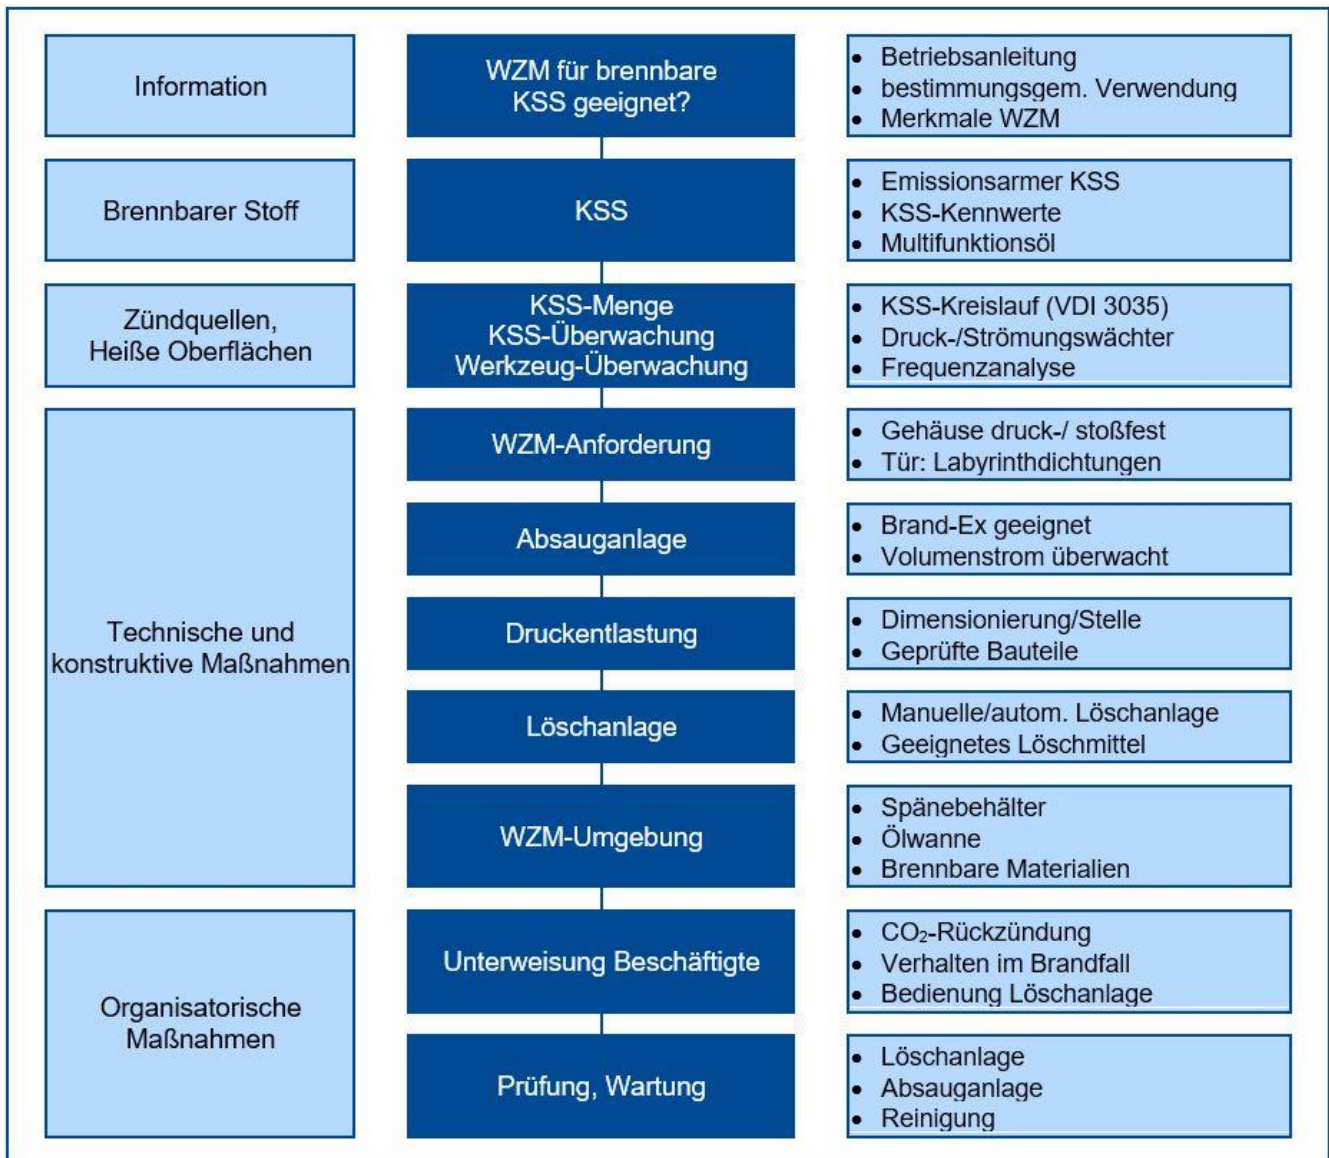 Information
WZM für brennbare
KSS geeignet?
• Betriebsanleitung
• bestimmungsgem. Verwendung
• Merkmale WZM
Brennbarer Stoff
KSS
• Emissionsarmer KSS
• KSS-Kennwerte
• Multifunktionsöl
Zündquellen,
Heiße Oberflächen
KSS-Menge
KSS-Überwachung
Werkzeug-Überwachung
• KSS-Kreislauf (VDI 3035)
• Druck-/Strömungswächter
• Frequenzanalyse
Technische und
konstruktive Maßnahmen
WZM-Anforderung
• Gehäuse druck-/ stoßfest
• Tür: Labyrinthdichtungen
Absauganlage
• Brand-Ex geeignet
• Volumenstrom überwacht
Druckentlastung
• Dimensionierung/Stelle
• Geprüfte Bauteile
Löschanlage
• Manuelle/autom. Löschanlage
• Geeignetes Löschmittel
WZM-Umgebung
• Spänebehälter
• Ölwanne
• Brennbare Materialien
Organisatorische
Maßnahmen
Unterweisung Beschäftigte
• CO₂-Rückzündung
• Verhalten im Brandfall
• Bedienung Löschanlage
Prüfung, Wartung
• Löschanlage
• Absauganlage
• Reinigung